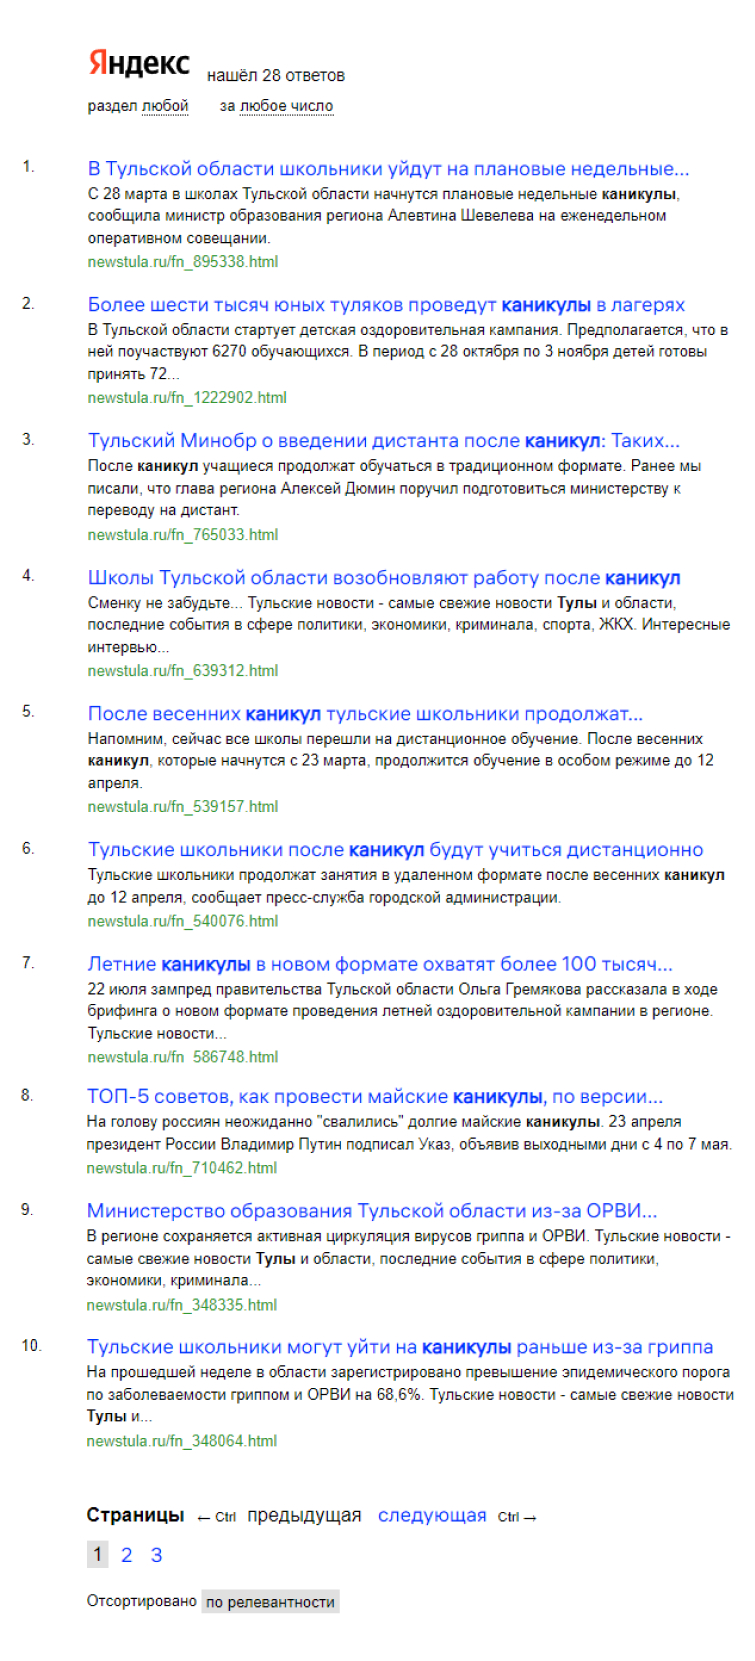 Яндекс нашёл 28 ответов
раздел любой за любое число
1. В Тульской области школьники уйдут на плановые недельные...
С 28 марта в школах Тульской области начнутся плановые недельные каникулы,
сообщила министр образования региона Алевтина Шевелева на еженедельном
оперативном совещании.
newstula.ru/fn_895338.html
2. Более шести тысяч юных туляков проведут каникулы в лагерях
В Тульской области стартует детская оздоровительная кампания. Предполагается, что в
ней поучаствуют 6270 обучающихся. В период с 28 октября по 3 ноября детей готовы
принять 72...
newstula.ru/fn_1222902.html
3. Тульский Минобр о введении дистанта после каникул: Таких...
После каникул учащиеся продолжат обучаться в традиционном формате. Ранее мы
писали, что глава региона Алексей Дюмин поручил подготовиться министерству к
переводу на дистант.
newstula.ru/fn_765033.html
4. Школы Тульской области возобновляют работу после каникул
Сменку не забудьте... Тульские новости - самые свежие новости Тулы и области,
последние события в сфере политики, экономики, криминала, спорта, ЖКХ. Интересные
интервью...
newstula.ru/fn_639312.html
5. После весенних каникул тульские школьники продолжат...
Напомним, сейчас все школы перешли на дистанционное обучение. После весенних
каникул, которые начнутся с 23 марта, продолжится обучение в особом режиме до 12
апреля.
newstula.ru/fn_539157.html
6. Тульские школьники после каникул будут учиться дистанционно
Тульские школьники продолжат занятия в удаленном формате после весенних каникул
до 12 апреля, сообщает пресс-служба городской администрации.
newstula.ru/fn_540076.html
7. Летние каникулы в новом формате охватят более 100 тысяч...
22 июля зампред правительства Тульской области Ольга Гремякова рассказала в ходе
брифинга о новом формате проведения летней оздоровительной кампании в регионе.
Тульские новости...
newstula.ru/fn_586748.html
8. ТОП-5 советов, как провести майские каникулы, по версии...
На голову россиян неожиданно "свалились" долгие майские каникулы. 23 апреля
президент России Владимир Путин подписал Указ, объявив выходными дни с 4 по 7 мая.
newstula.ru/fn_710462.html
9. Министерство образования Тульской области из-за ОРВИ...
В регионе сохраняется активная циркуляция вирусов гриппа и ОРВИ. Тульские новости -
самые свежие новости Тулы и области, последние события в сфере политики,
экономики, криминала...
newstula.ru/fn_348335.html
10. Тульские школьники могут уйти на каникулы раньше из-за гриппа
На прошедшей неделе в области зарегистрировано превышение эпидемического порога
по заболеваемости гриппом и ОРВИ на 68,6%. Тульские новости - самые свежие новости
Тулы и...
newstula.ru/fn_348064.html
Страницы ← Ctrl предыдущая следующая Ctrl →
1 2 3
Отсортировано по релевантности